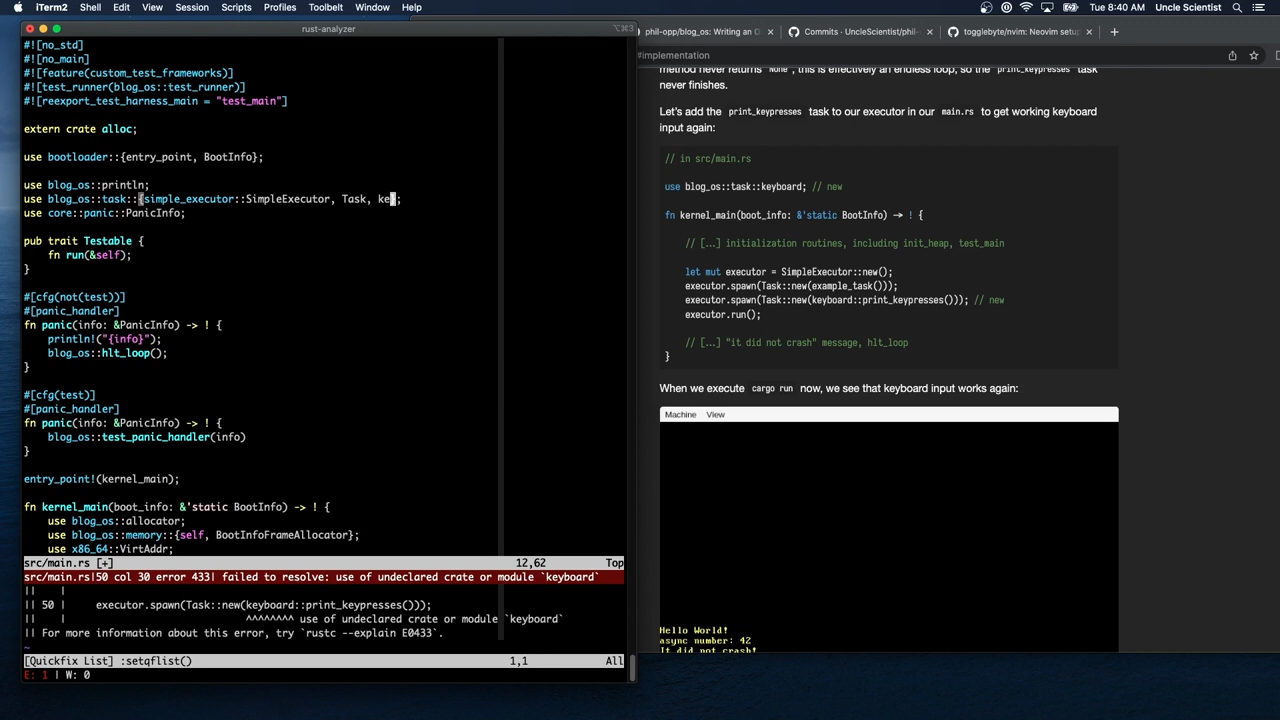 iTerm2 Shell Edit View Session Scripts Profiles Toolbelt Window Help Tue 8:40 AM Uncle Scientist
rust-analyzer
⌥⌘3
#![no_std]
#![no_main]
#![feature(custom_test_frameworks)]
#![test_runner(blog_os::test_runner)]
#![reexport_test_harness_main = "test_main"]
extern crate alloc;
use bootloader::{entry_point, BootInfo};
use blog_os::println;
use blog_os::task::{simple_executor::SimpleExecutor, Task, ke};
use core::panic::PanicInfo;
pub trait Testable {
fn run(&self);
}
#[cfg(not(test))]
#[panic_handler]
fn panic(info: &PanicInfo) -> ! {
println!("{info}");
blog_os::hlt_loop();
}
#[cfg(test)]
#[panic_handler]
fn panic(info: &PanicInfo) -> ! {
blog_os::test_panic_handler(info)
}
entry_point!(kernel_main);
fn kernel_main(boot_info: &'static BootInfo) -> ! {
use blog_os::allocator;
use blog_os::memory::{self, BootInfoFrameAllocator};
use x86_64::VirtAddr;
src/main.rs [+] 12,62 Top
src/main.rs|50 col 30 error 433| failed to resolve: use of undeclared crate or module `keyboard`
|| |
|| 50 | executor.spawn(Task::new(keyboard::print_keypresses()));
|| | ^^^^^^^^ use of undeclared crate or module `keyboard`
|| For more information about this error, try `rustc --explain E0433`.
~
[Quickfix List] :setqflist() 1,1 All
E: 1 | W: 0
phil-opp/blog_os: Writing an O
Commits · UncleScientist/phil-
togglebyte/nvim: Neovim setup
#implementation
method never returns None, this is effectively an endless loop, so the print_keypresses task
never finishes.
Let's add the print_keypresses task to our executor in our main.rs to get working keyboard
input again:
// in src/main.rs
use blog_os::task::keyboard; // new
fn kernel_main(boot_info: &'static BootInfo) -> ! {
// […] initialization routines, including init_heap, test_main
let mut executor = SimpleExecutor::new();
executor.spawn(Task::new(example_task()));
executor.spawn(Task::new(keyboard::print_keypresses())); // new
executor.run();
// […] "it did not crash" message, hlt_loop
}
When we execute cargo run now, we see that keyboard input works again:
Machine View
Hello World!
async number: 42
It did not crash!